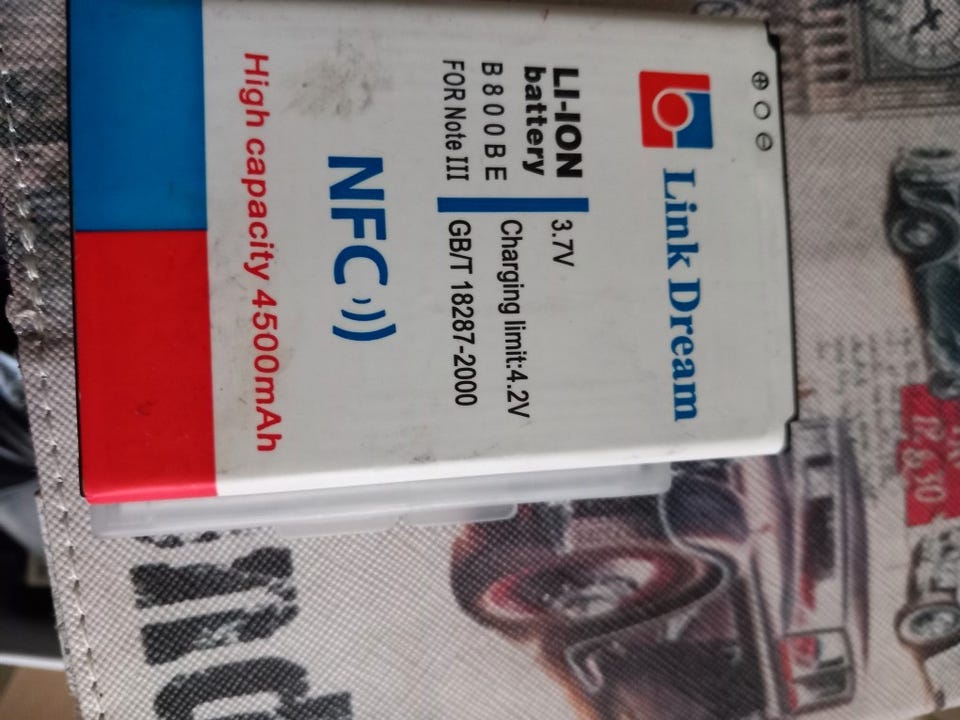 Link Dream
LI-ION
battery
B800BE
FOR Note III
3.7V
Charging limit:4.2V
GB/T 18287-2000
NFC
High capacity 4500mAh